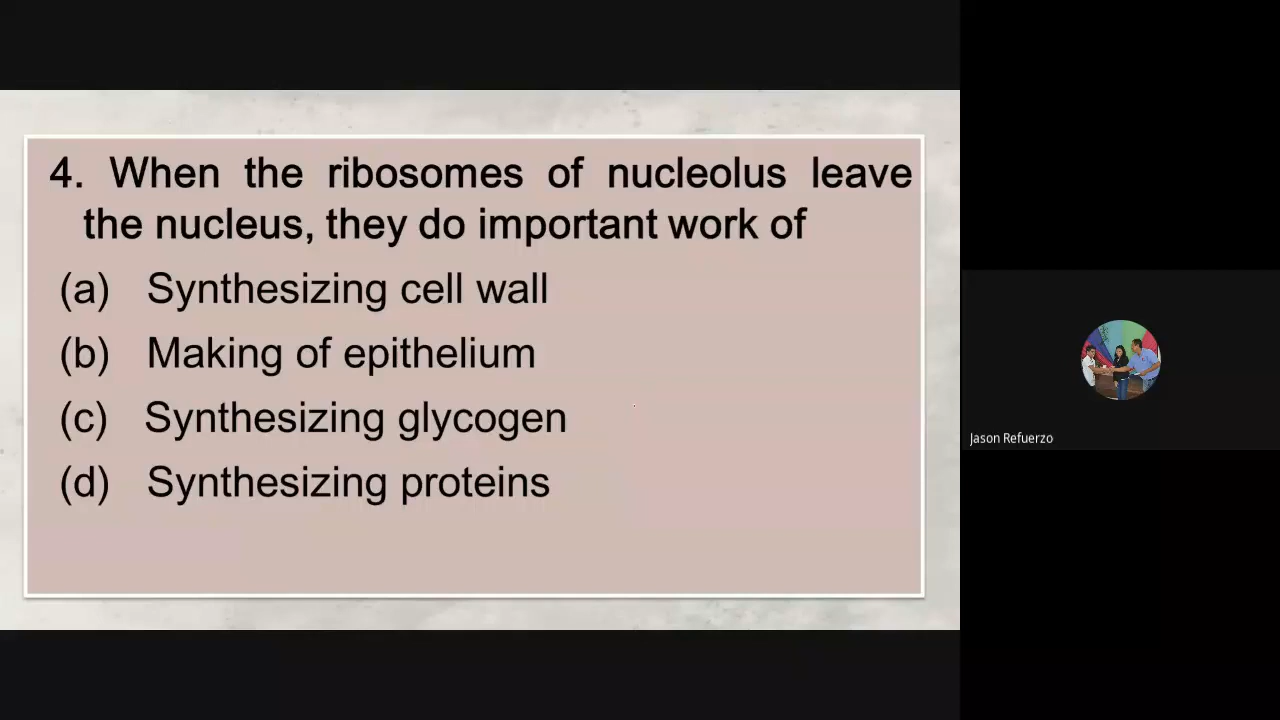 4. When the ribosomes of nucleolus leave
the nucleus, they do important work of
(a) Synthesizing cell wall
(b) Making of epithelium
(c) Synthesizing glycogen
(d) Synthesizing proteins
Jason Refuerzo